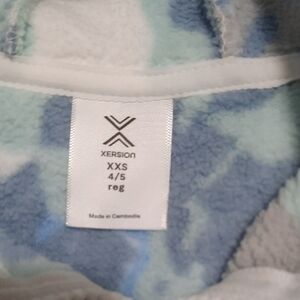 XERSION
XXS
4/5
reg
Made in Cambodia